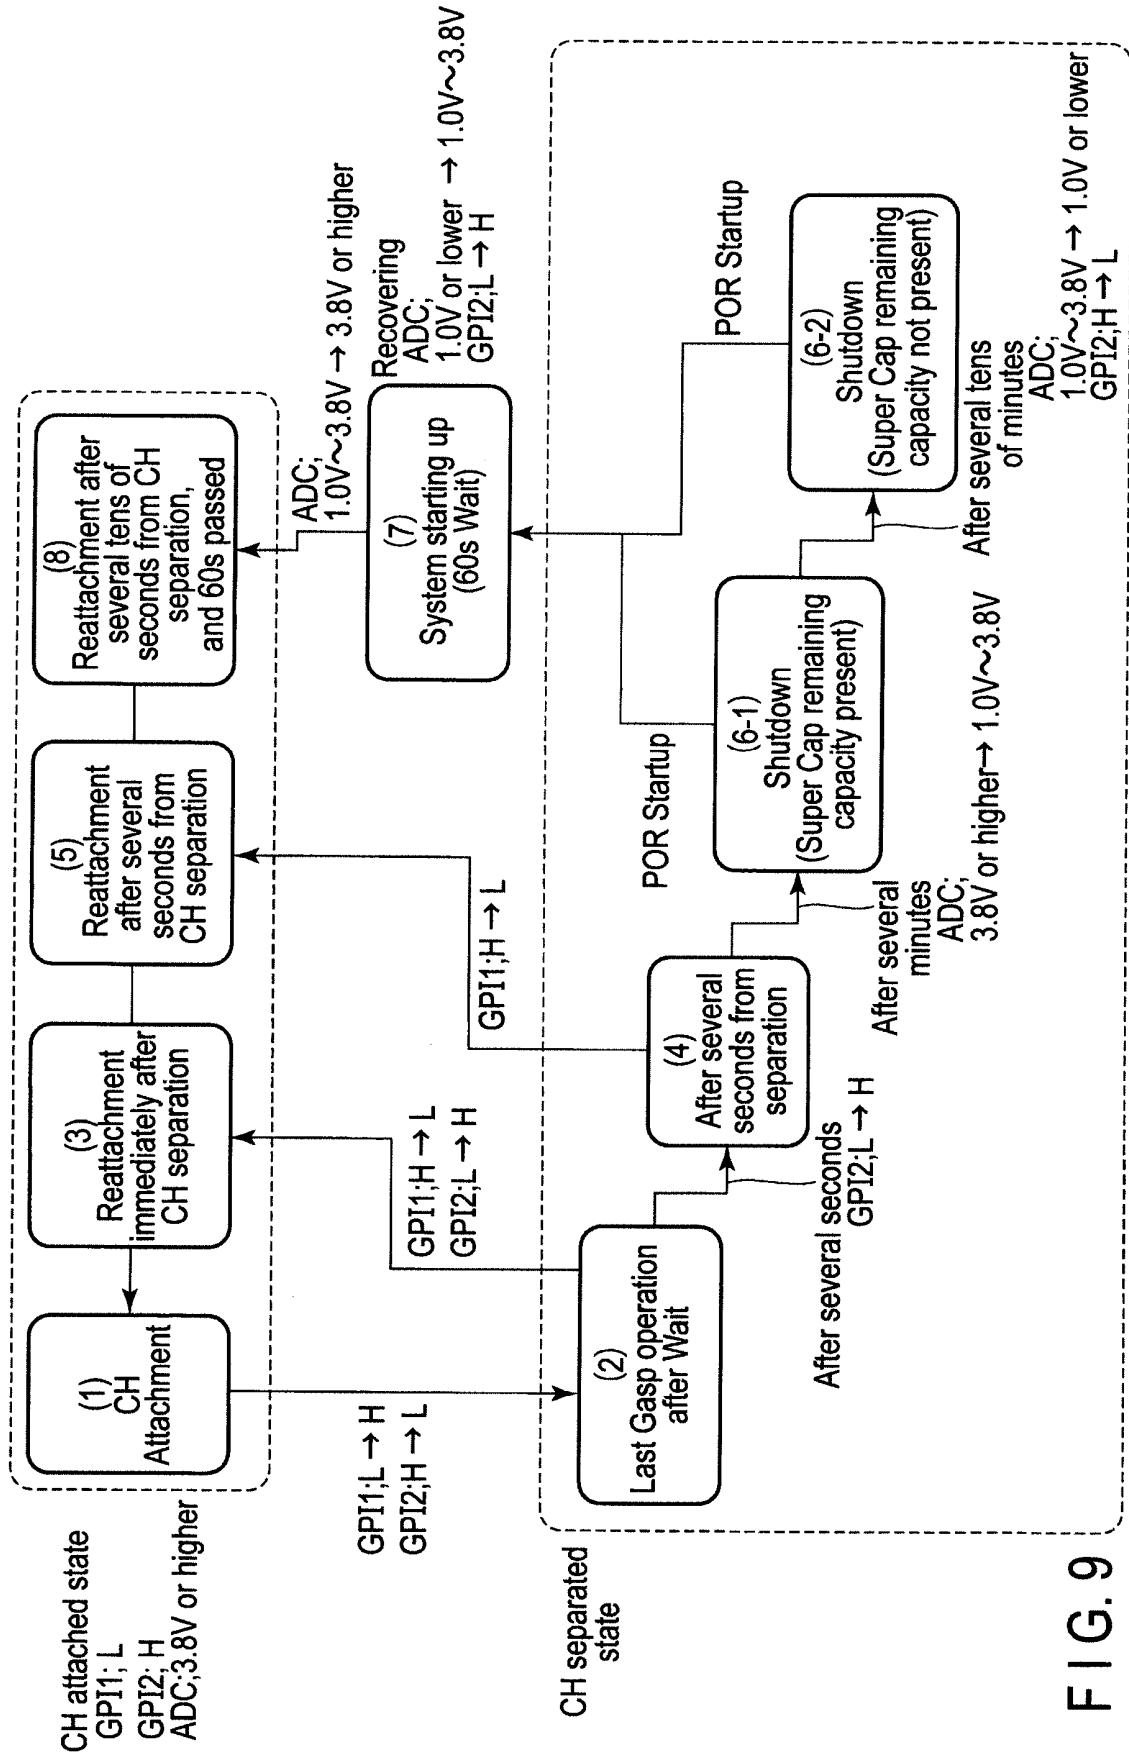 CH attached state
GPI1; L
GPI2; H
ADC;3.8V or higher
(1)
CH
Attachment
(3)
Reattachment
immediately after
CH separation
(5)
Reattachment
after several
seconds from
CH separation
(8)
Reattachment after
several tens of
seconds from CH
separation,
and 60s passed
GPI1;L→H
GPI2;H→L
GPI1;H→L
GPI2;L→H
GPI1;H→L
ADC;
1.0V~3.8V→3.8V or higher
(7)
System starting up
(60s Wait)
Recovering
ADC;
1.0V or lower →1.0V~3.8V
GPI2;L→H
CH separated
state
(2)
Last Gasp operation
after Wait
After several seconds
GPI2;L→H
(4)
After several
seconds from
separation
After several
minutes
ADC;
3.8V or higher→1.0V~3.8V
POR Startup
(6-1)
Shutdown
(Super Cap remaining
capacity present)
After several tens
of minutes
ADC;
1.0V~3.8V→1.0V or lower
GPI2;H→L
POR Startup
(6-2)
Shutdown
(Super Cap remaining
capacity not present)
FIG. 9